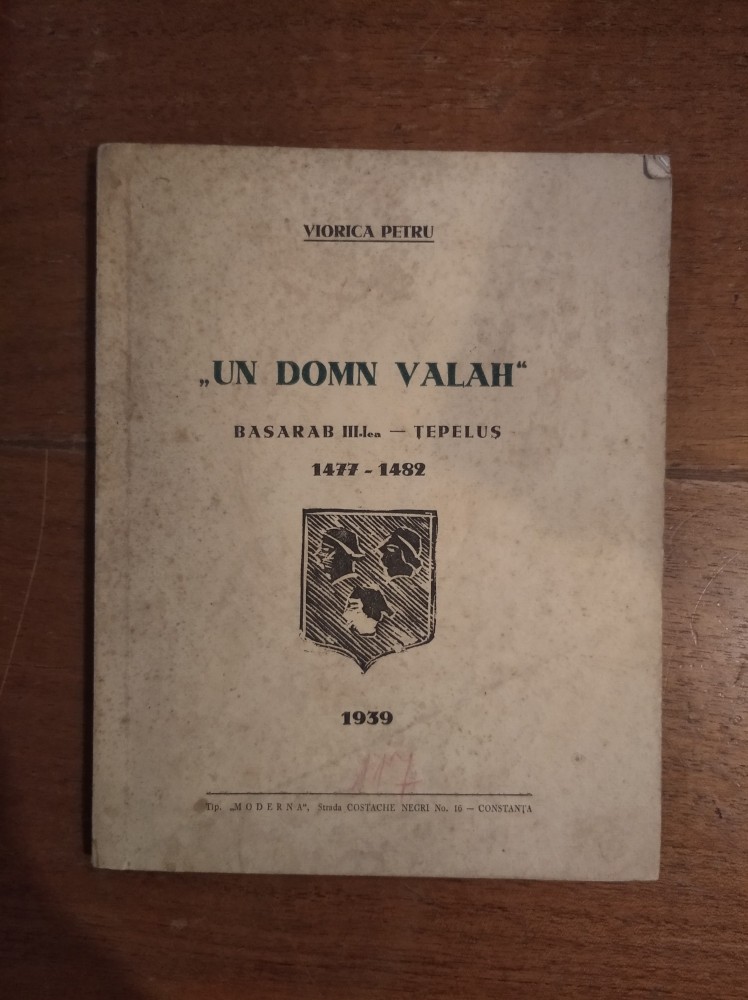 VIORICA PETRU
„UN DOMN VALAH“
BASARAB III-lea — ȚEPELUȘ
1477 - 1482
1939
117
Tip. „MODERNA“, Strada COSTACHE NEGRI No. 16 — CONSTANȚA